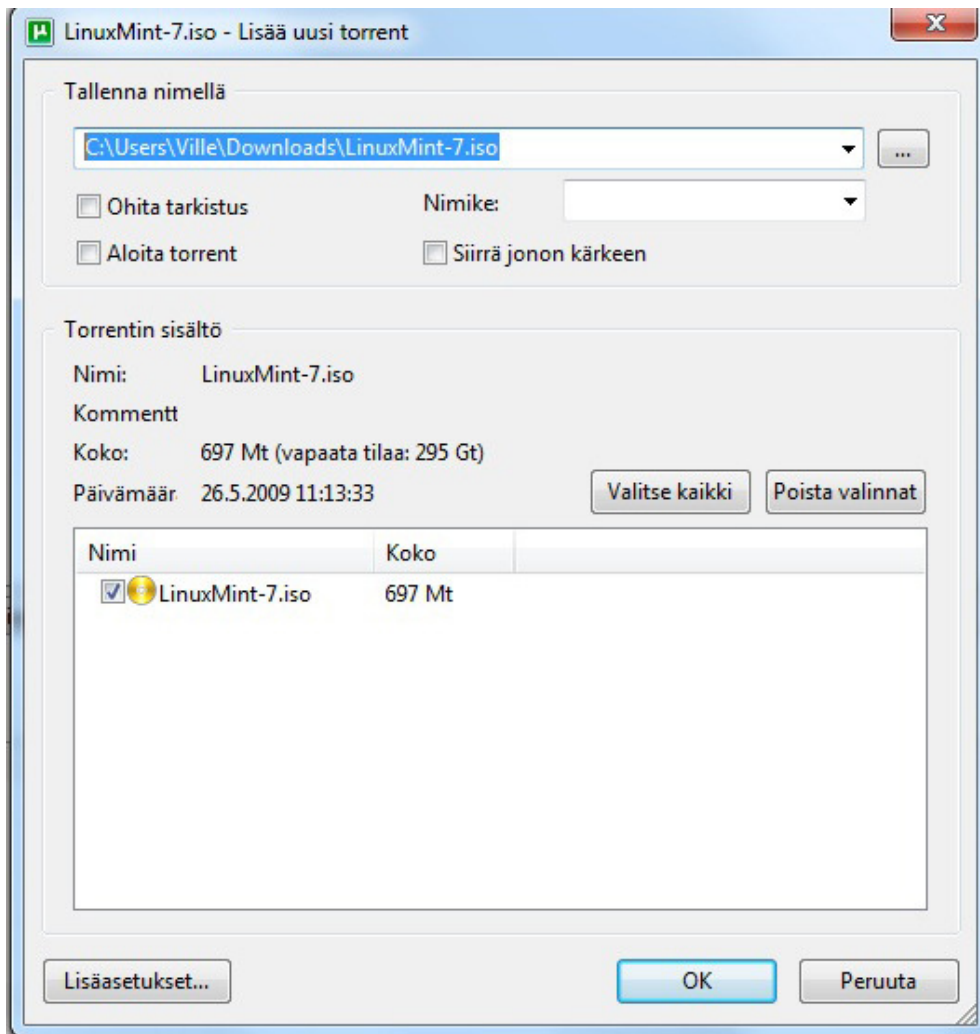 µ LinuxMint-7.iso - Lisää uusi torrent
Tallenna nimellä
C:\Users\Ville\Downloads\LinuxMint-7.iso ...
Ohita tarkistus Nimike:
Aloita torrent Siirrä jonon kärkeen
Torrentin sisältö
Nimi: LinuxMint-7.iso
Kommentt
Koko: 697 Mt (vapaata tilaa: 295 Gt)
Päivämäär 26.5.2009 11:13:33 Valitse kaikki Poista valinnat
Nimi Koko
LinuxMint-7.iso 697 Mt
Lisäasetukset... OK Peruuta